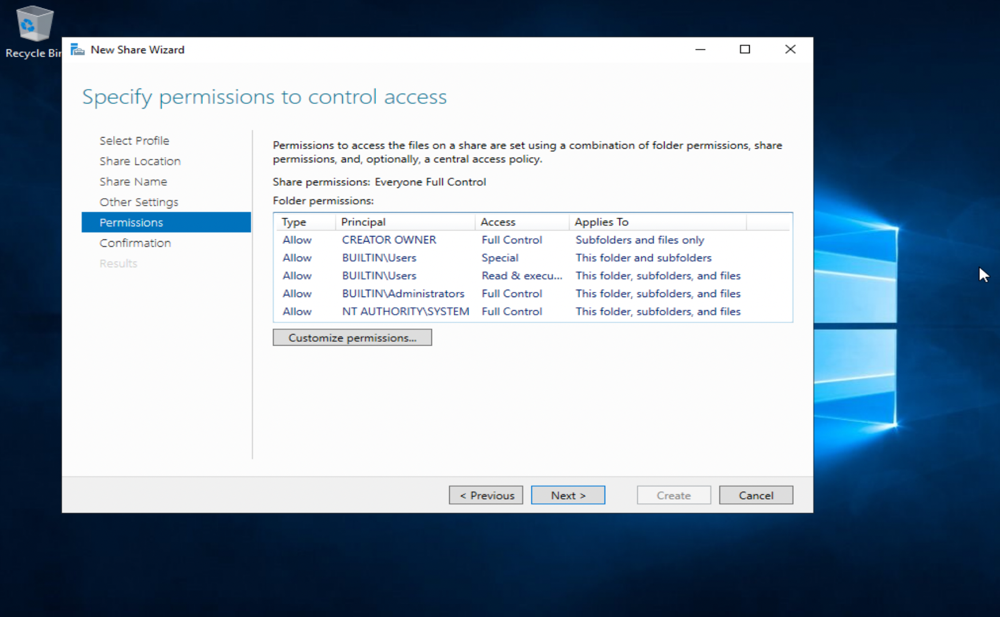 Recycle Bin
New Share Wizard
Specify permissions to control access
Select Profile
Share Location
Share Name
Other Settings
Permissions
Confirmation
Results
Permissions to access the files on a share are set using a combination of folder permissions, share
permissions, and, optionally, a central access policy.
Share permissions: Everyone Full Control
Folder permissions:
Type Principal Access Applies To
Allow CREATOR OWNER Full Control Subfolders and files only
Allow BUILTIN\Users Special This folder and subfolders
Allow BUILTIN\Users Read & execu... This folder, subfolders, and files
Allow BUILTIN\Administrators Full Control This folder, subfolders, and files
Allow NT AUTHORITY\SYSTEM Full Control This folder, subfolders, and files
Customize permissions...
< Previous Next > Create Cancel